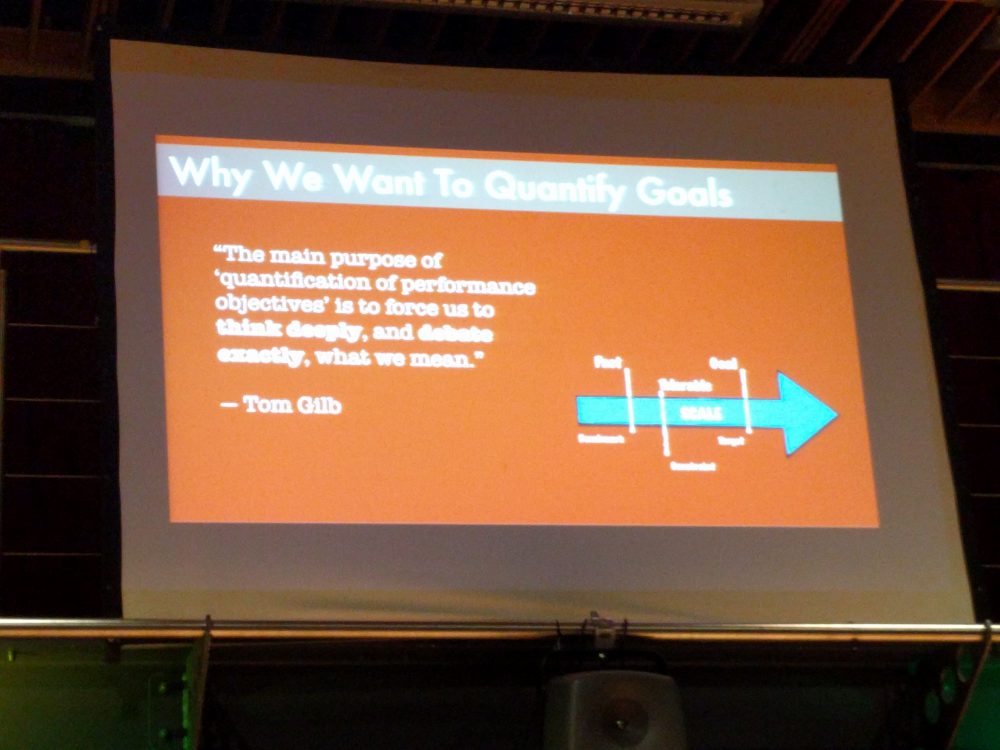 Why We Want To Quantify Goals
“The main purpose of
‘quantification of performance
objectives’ is to force us to
think deeply, and debate
exactly, what we mean.”
– Tom Gilb
Past
Goal
Tolerable
SCALE
Benchmark
Target
Constraint